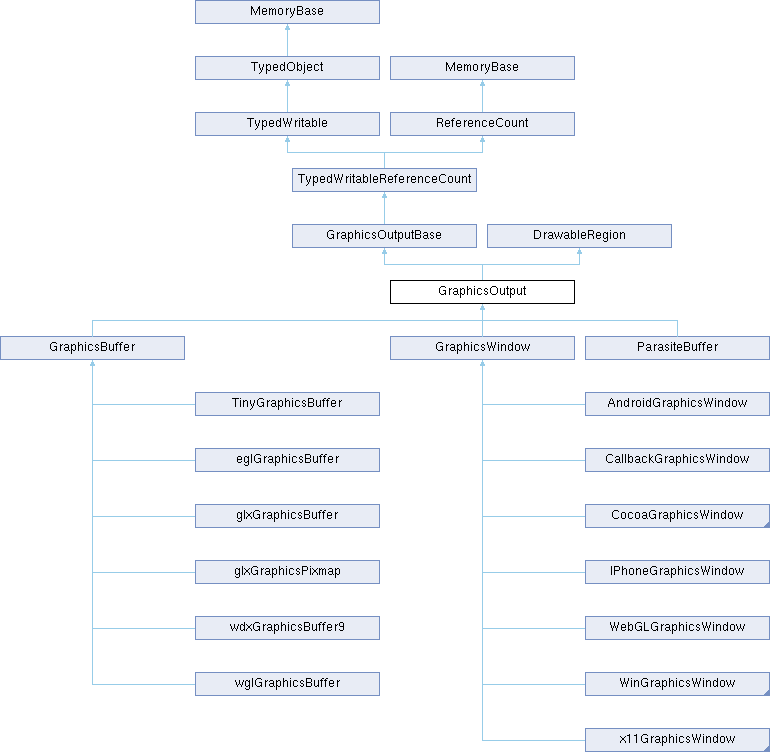 MemoryBase
TypedObject
MemoryBase
TypedWritable
ReferenceCount
TypedWritableReferenceCount
GraphicsOutputBase
DrawableRegion
GraphicsOutput
GraphicsBuffer
GraphicsWindow
ParasiteBuffer
TinyGraphicsBuffer
AndroidGraphicsWindow
eglGraphicsBuffer
CallbackGraphicsWindow
glxGraphicsBuffer
CocoaGraphicsWindow
glxGraphicsPixmap
IPhoneGraphicsWindow
wdxGraphicsBuffer9
WebGLGraphicsWindow
wglGraphicsBuffer
WinGraphicsWindow
x11GraphicsWindow